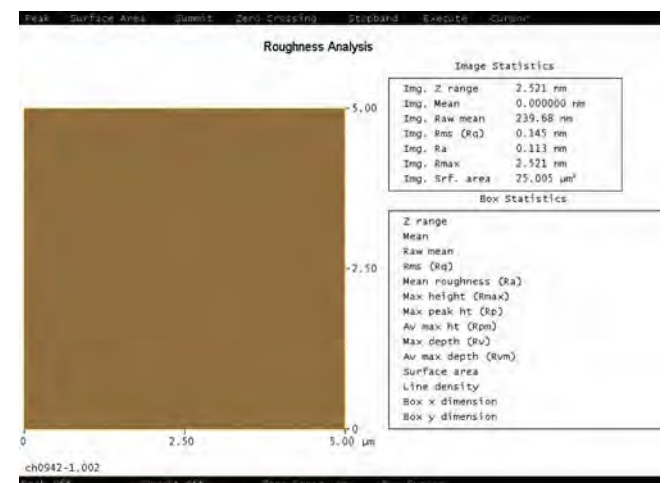 Peak Surface Area Summit Zero Crossing Stopband Execute Cursor
Roughness Analysis
Image Statistics
Img. Z range 2.521 nm
Img. Mean 0.000000 nm
Img. Raw mean 239.68 nm
Img. Rms (Rq) 0.145 nm
Img. Ra 0.113 nm
Img. Rmax 2.521 nm
Img. Srf. area 25.005 µm²
Box Statistics
Z range
Mean
Raw mean
Rms (Rq)
Mean roughness (Ra)
Max height (Rmax)
Max peak ht (Rp)
Av max ht (Rpm)
Max depth (Rv)
Av max depth (Rvm)
Surface area
Line density
Box x dimension
Box y dimension
5.00
2.50
0
0 2.50 5.00 µm
ch0942-1.002